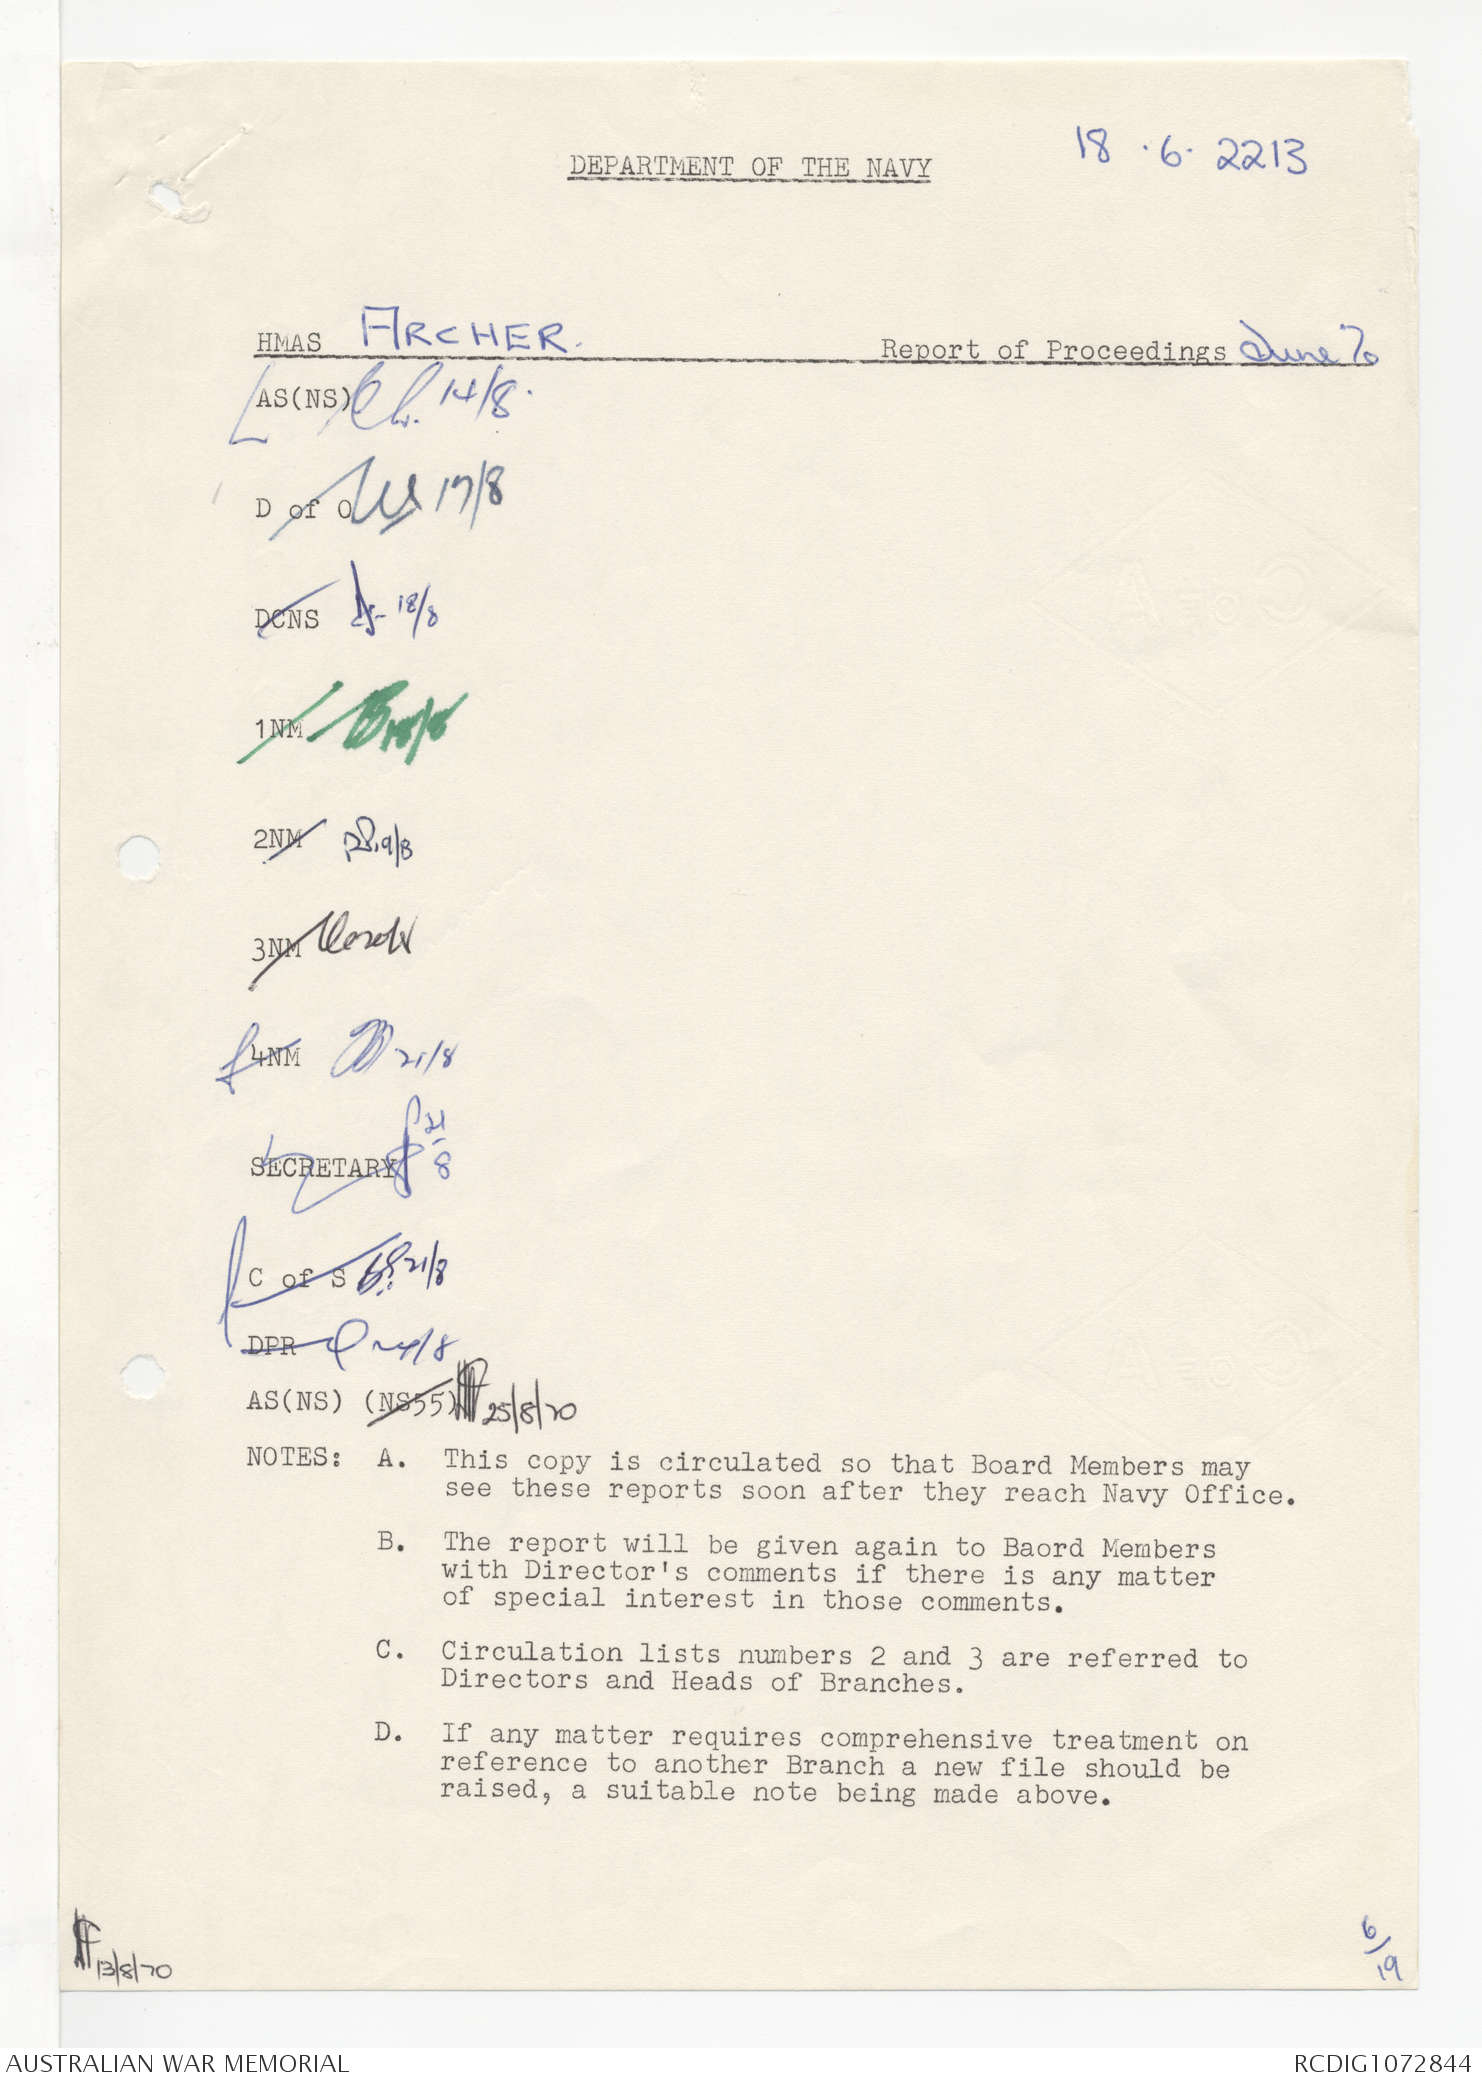 18 .6. 2213
DEPARTMENT OF THE NAVY
HMAS ARCHER. Report of Proceedings June 70
AS(NS) 14/8.
D of O 17/8
DCNS 18/8
1NM 18/8
2NM 19/8
3NM
4NM 21/8
SECRETARY 21/8
C of S 21/8
DPR 24/8
AS(NS) (NS55) 25/8/70
NOTES: A. This copy is circulated so that Board Members may
see these reports soon after they reach Navy Office.
B. The report will be given again to Baord Members
with Director's comments if there is any matter
of special interest in those comments.
C. Circulation lists numbers 2 and 3 are referred to
Directors and Heads of Branches.
D. If any matter requires comprehensive treatment on
reference to another Branch a new file should be
raised, a suitable note being made above.
13/8/70
6/19
AUSTRALIAN WAR MEMORIAL
RCDIG1072844